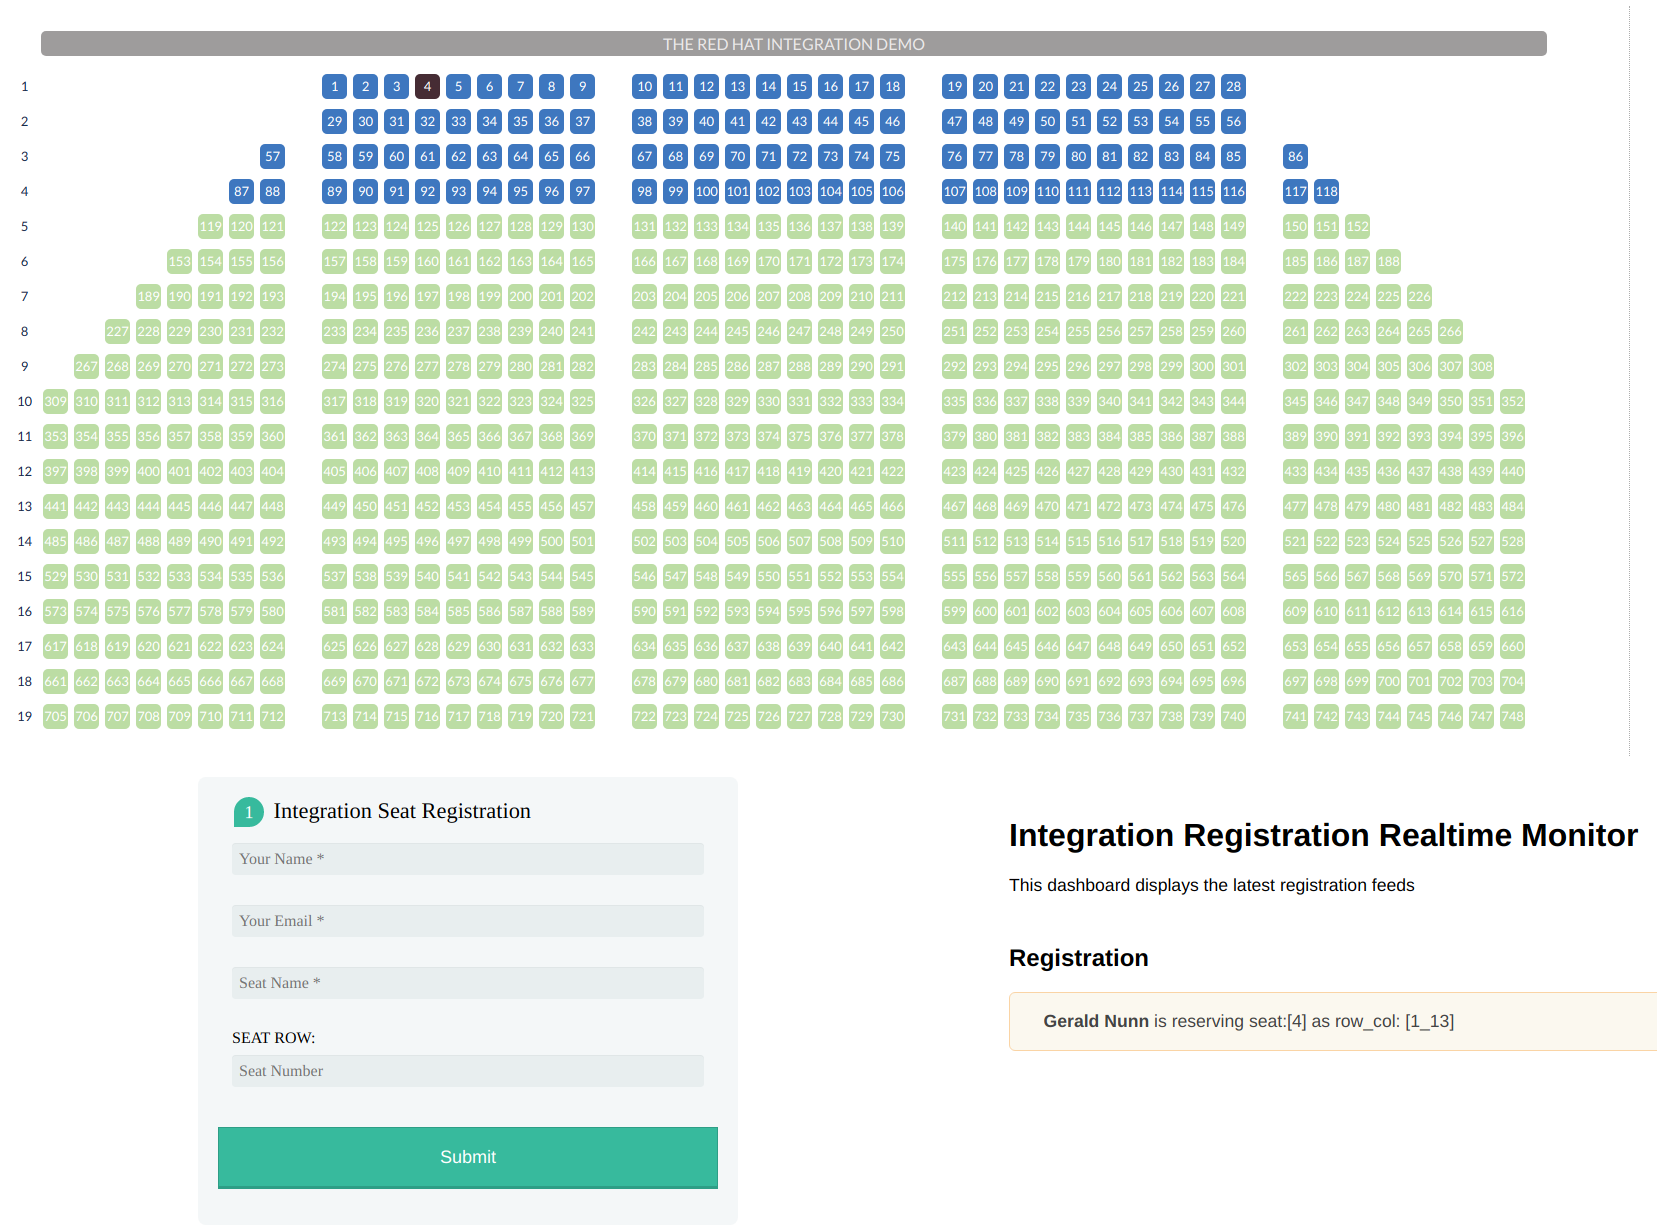 THE RED HAT INTEGRATION DEMO
1 1 2 3 4 5 6 7 8 9 10 11 12 13 14 15 16 17 18 19 20 21 22 23 24 25 26 27 28
2 29 30 31 32 33 34 35 36 37 38 39 40 41 42 43 44 45 46 47 48 49 50 51 52 53 54 55 56
3 57 58 59 60 61 62 63 64 65 66 67 68 69 70 71 72 73 74 75 76 77 78 79 80 81 82 83 84 85 86
4 87 88 89 90 91 92 93 94 95 96 97 98 99 100 101 102 103 104 105 106 107 108 109 110 111 112 113 114 115 116 117 118
5 119 120 121 122 123 124 125 126 127 128 129 130 131 132 133 134 135 136 137 138 139 140 141 142 143 144 145 146 147 148 149 150 151 152
6 153 154 155 156 157 158 159 160 161 162 163 164 165 166 167 168 169 170 171 172 173 174 175 176 177 178 179 180 181 182 183 184 185 186 187 188
7 189 190 191 192 193 194 195 196 197 198 199 200 201 202 203 204 205 206 207 208 209 210 211 212 213 214 215 216 217 218 219 220 221 222 223 224 225 226
8 227 228 229 230 231 232 233 234 235 236 237 238 239 240 241 242 243 244 245 246 247 248 249 250 251 252 253 254 255 256 257 258 259 260 261 262 263 264 265 266
9 267 268 269 270 271 272 273 274 275 276 277 278 279 280 281 282 283 284 285 286 287 288 289 290 291 292 293 294 295 296 297 298 299 300 301 302 303 304 305 306 307 308
10 309 310 311 312 313 314 315 316 317 318 319 320 321 322 323 324 325 326 327 328 329 330 331 332 333 334 335 336 337 338 339 340 341 342 343 344 345 346 347 348 349 350 351 352
11 353 354 355 356 357 358 359 360 361 362 363 364 365 366 367 368 369 370 371 372 373 374 375 376 377 378 379 380 381 382 383 384 385 386 387 388 389 390 391 392 393 394 395 396
12 397 398 399 400 401 402 403 404 405 406 407 408 409 410 411 412 413 414 415 416 417 418 419 420 421 422 423 424 425 426 427 428 429 430 431 432 433 434 435 436 437 438 439 440
13 441 442 443 444 445 446 447 448 449 450 451 452 453 454 455 456 457 458 459 460 461 462 463 464 465 466 467 468 469 470 471 472 473 474 475 476 477 478 479 480 481 482 483 484
14 485 486 487 488 489 490 491 492 493 494 495 496 497 498 499 500 501 502 503 504 505 506 507 508 509 510 511 512 513 514 515 516 517 518 519 520 521 522 523 524 525 526 527 528
15 529 530 531 532 533 534 535 536 537 538 539 540 541 542 543 544 545 546 547 548 549 550 551 552 553 554 555 556 557 558 559 560 561 562 563 564 565 566 567 568 569 570 571 572
16 573 574 575 576 577 578 579 580 581 582 583 584 585 586 587 588 589 590 591 592 593 594 595 596 597 598 599 600 601 602 603 604 605 606 607 608 609 610 611 612 613 614 615 616
17 617 618 619 620 621 622 623 624 625 626 627 628 629 630 631 632 633 634 635 636 637 638 639 640 641 642 643 644 645 646 647 648 649 650 651 652 653 654 655 656 657 658 659 660
18 661 662 663 664 665 666 667 668 669 670 671 672 673 674 675 676 677 678 679 680 681 682 683 684 685 686 687 688 689 690 691 692 693 694 695 696 697 698 699 700 701 702 703 704
19 705 706 707 708 709 710 711 712 713 714 715 716 717 718 719 720 721 722 723 724 725 726 727 728 729 730 731 732 733 734 735 736 737 738 739 740 741 742 743 744 745 746 747 748
1 Integration Seat Registration
Your Name *
Your Email *
Seat Name *
SEAT ROW:
Seat Number
Submit
Integration Registration Realtime Monitor
This dashboard displays the latest registration feeds
Registration
Gerald Nunn is reserving seat:[4] as row_col: [1_13]